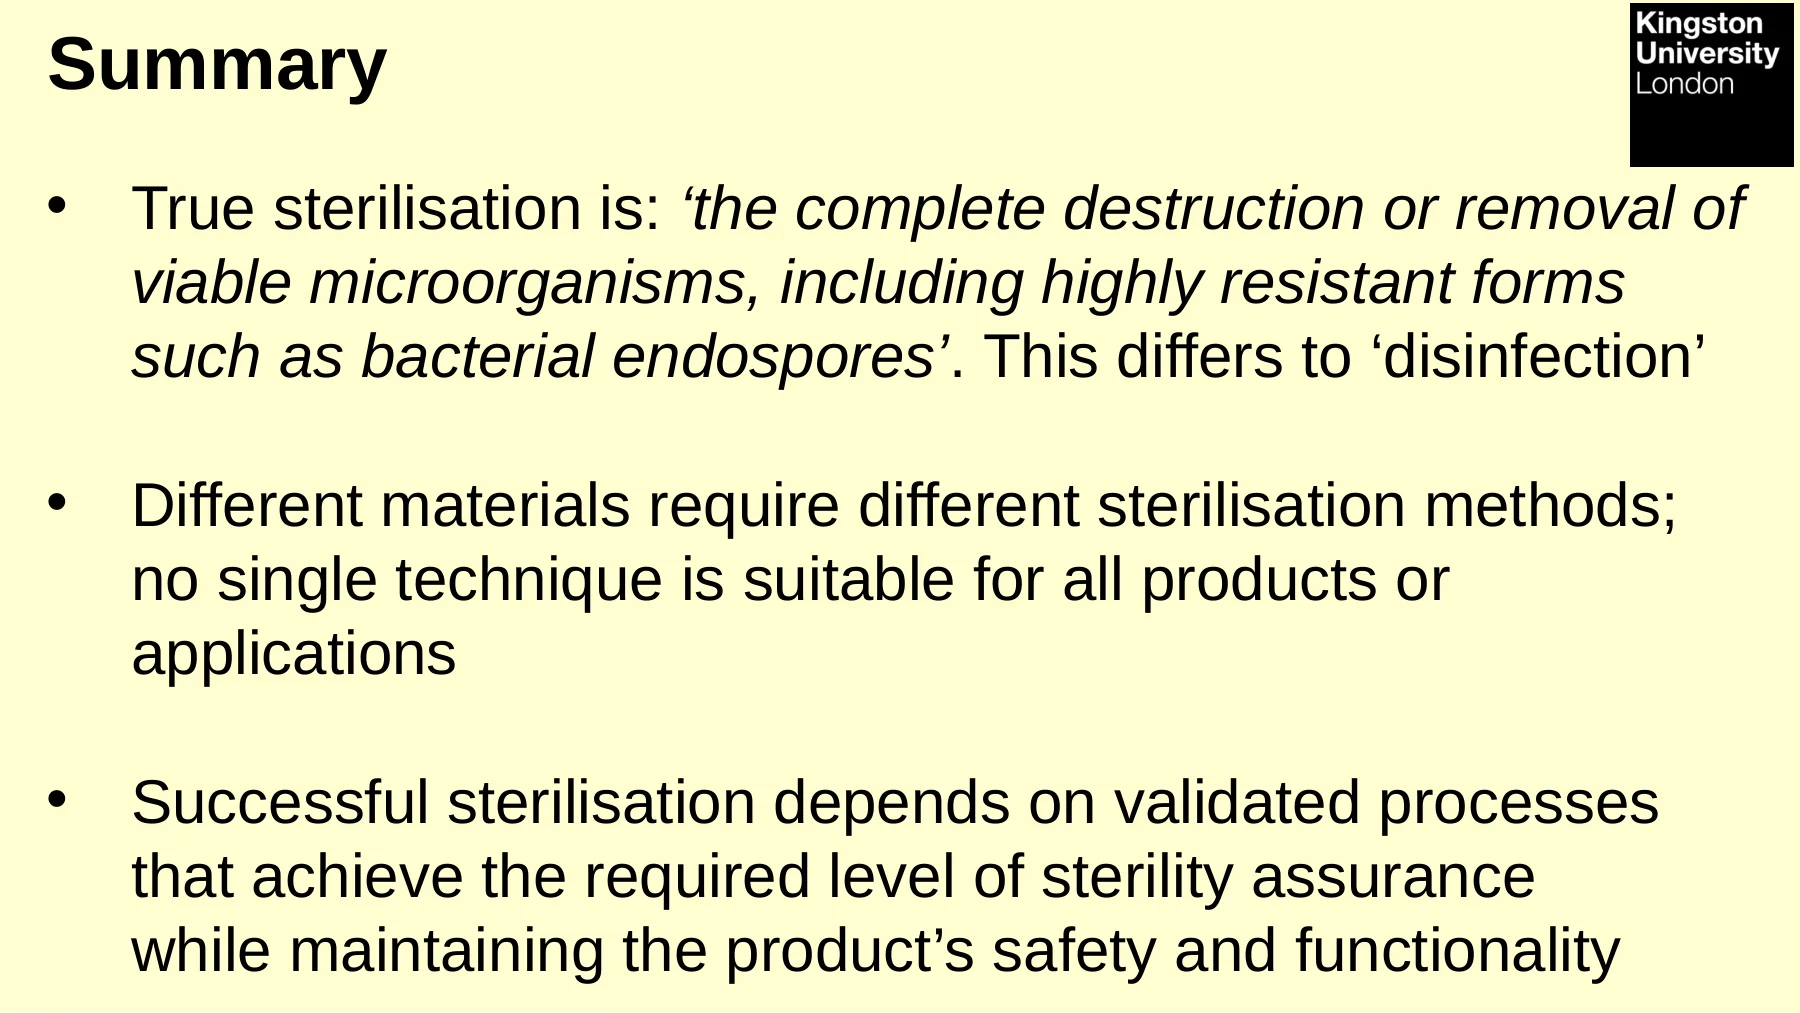 Summary
Kingston
University
London
• True sterilisation is: ‘the complete destruction or removal of
viable microorganisms, including highly resistant forms
such as bacterial endospores’. This differs to ‘disinfection’
• Different materials require different sterilisation methods;
no single technique is suitable for all products or
applications
• Successful sterilisation depends on validated processes
that achieve the required level of sterility assurance
while maintaining the product’s safety and functionality